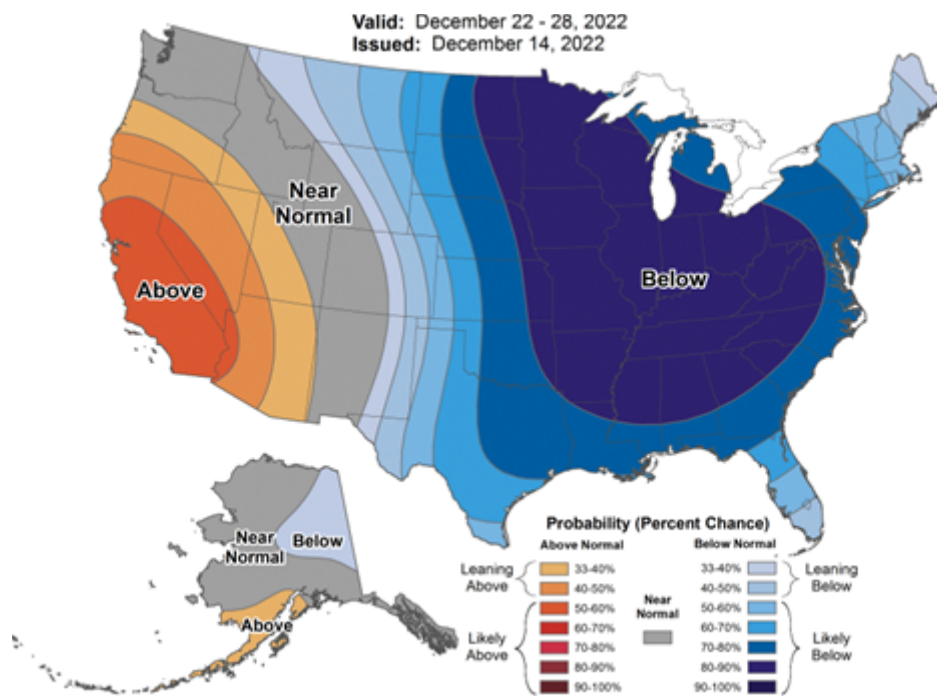 Valid: December 22 - 28, 2022
Issued: December 14, 2022
Near
Normal
Above
Below
Near
Normal
Below
Above
Probability (Percent Chance)
Above Normal
Below Normal
Leaning
Above
33-40%
40-50%
Likely
Above
50-60%
60-70%
70-80%
80-90%
90-100%
Near
Normal
33-40%
40-50%
Leaning
Below
50-60%
60-70%
70-80%
80-90%
90-100%
Likely
Below